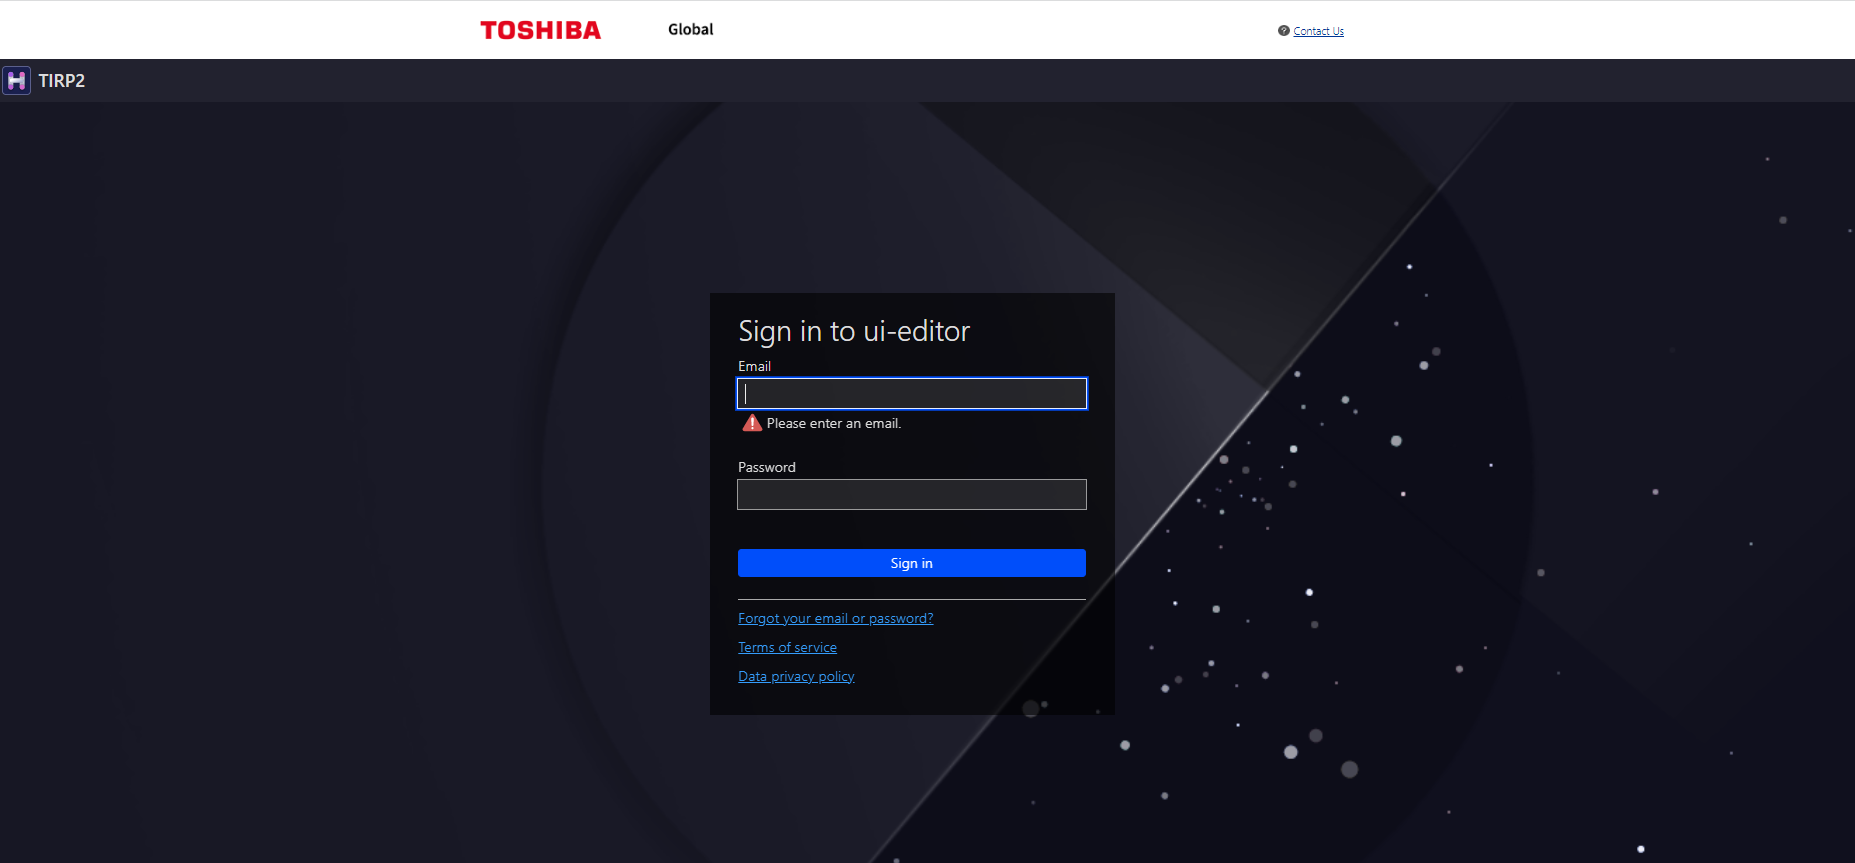 TOSHIBA
Global
Contact Us
TIRP2
Sign in to ui-editor
Email
Please enter an email.
Password
Sign in
Forgot your email or password?
Terms of service
Data privacy policy